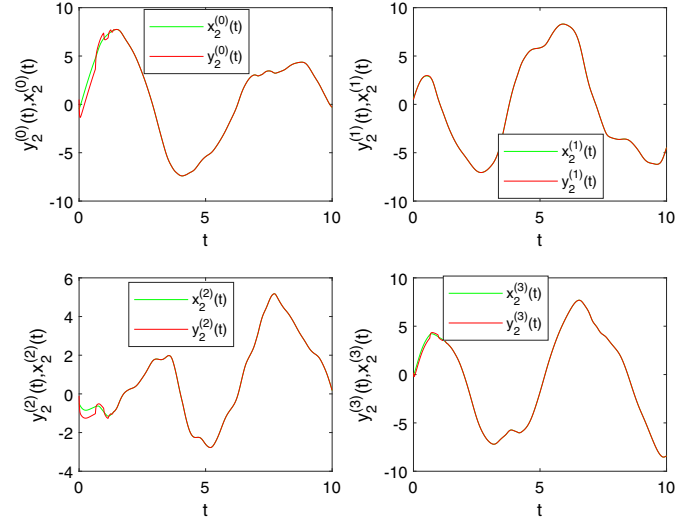 10
5
0
-5
-10
y₂⁽⁰⁾(t),x₂⁽⁰⁾(t)
x₂⁽⁰⁾(t)
y₂⁽⁰⁾(t)
0 5 10
t
10
5
0
-5
-10
y₂⁽¹⁾(t),x₂⁽¹⁾(t)
x₂⁽¹⁾(t)
y₂⁽¹⁾(t)
0 5 10
t
6
4
2
0
-2
-4
y₂⁽²⁾(t),x₂⁽²⁾(t)
x₂⁽²⁾(t)
y₂⁽²⁾(t)
0 5 10
t
10
5
0
-5
-10
y₂⁽³⁾(t),x₂⁽³⁾(t)
x₂⁽³⁾(t)
y₂⁽³⁾(t)
0 5 10
t